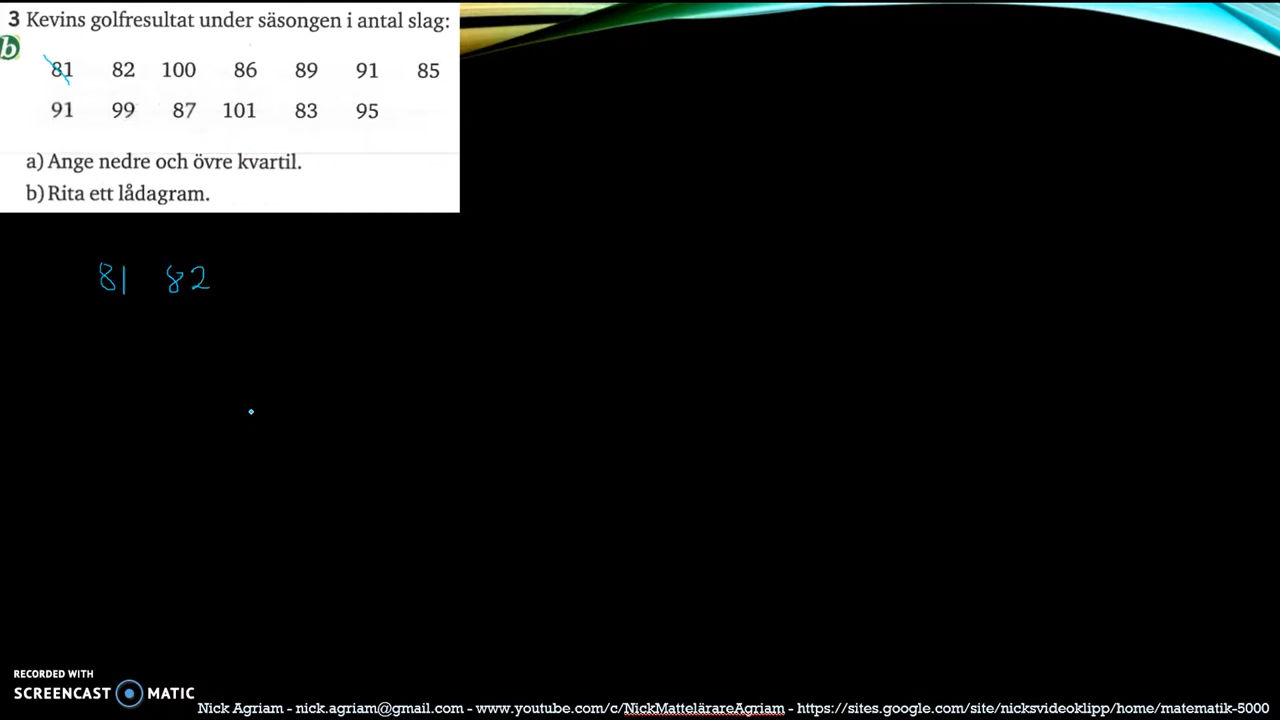 3 Kevins golfresultat under säsongen i antal slag:
b
81 82 100 86 89 91 85
91 99 87 101 83 95
a) Ange nedre och övre kvartil.
b) Rita ett lådagram.
81 82
RECORDED WITH
SCREENCAST MATIC
Nick Agriam - nick.agriam@gmail.com - www.youtube.com/c/NickMattelärareAgriam - https://sites.google.com/site/nicksvideoklipp/home/matematik-5000